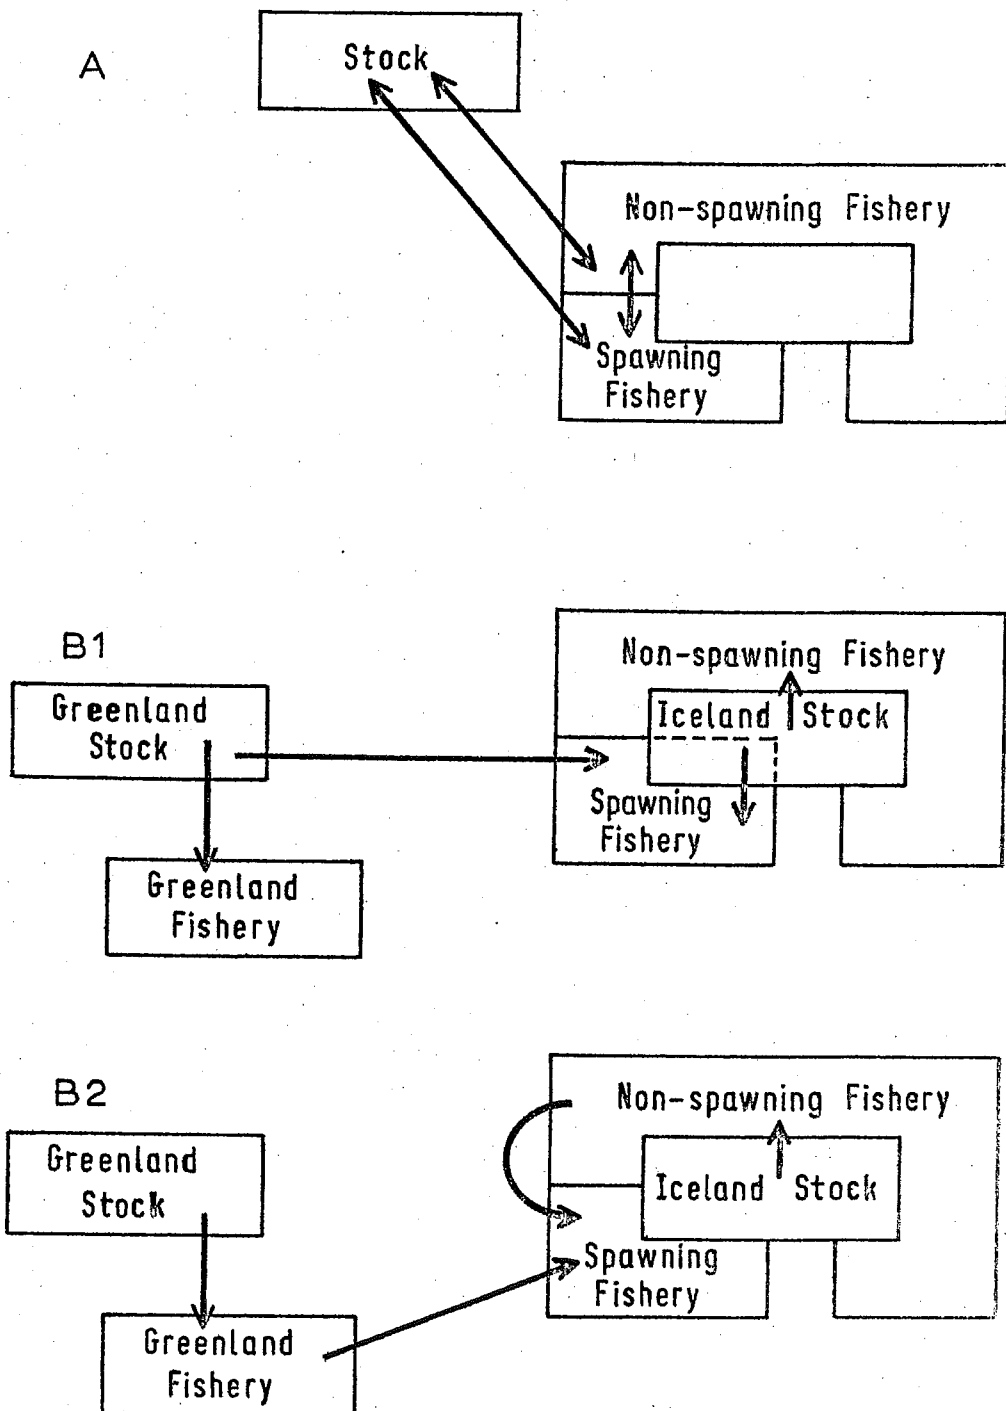 A
Stock
Non-spawning Fishery
Spawning
Fishery
B1
Greenland
Stock
Greenland
Fishery
Non-spawning Fishery
Iceland Stock
Spawning
Fishery
B2
Greenland
Stock
Greenland
Fishery
Non-spawning Fishery
Iceland Stock
Spawning
Fishery